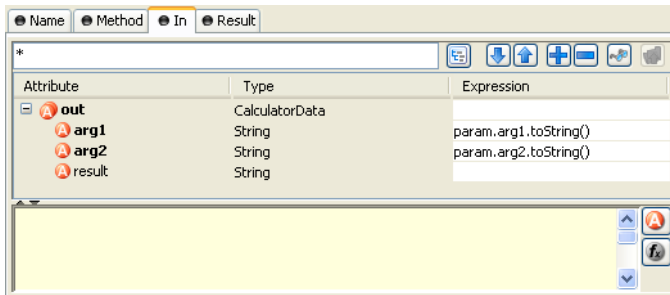 Name Method In Result
*
Attribute Type Expression
out CalculatorData
arg1 String param.arg1.toString()
arg2 String param.arg2.toString()
result String
A
fx